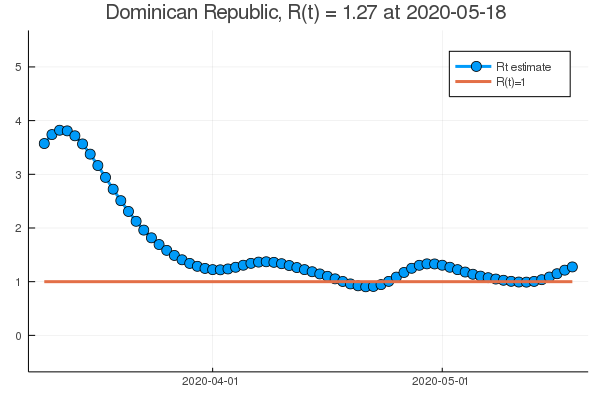 Dominican Republic, R(t) = 1.27 at 2020-05-18
Rt estimate
R(t)=1
5
4
3
2
1
0
2020-04-01
2020-05-01